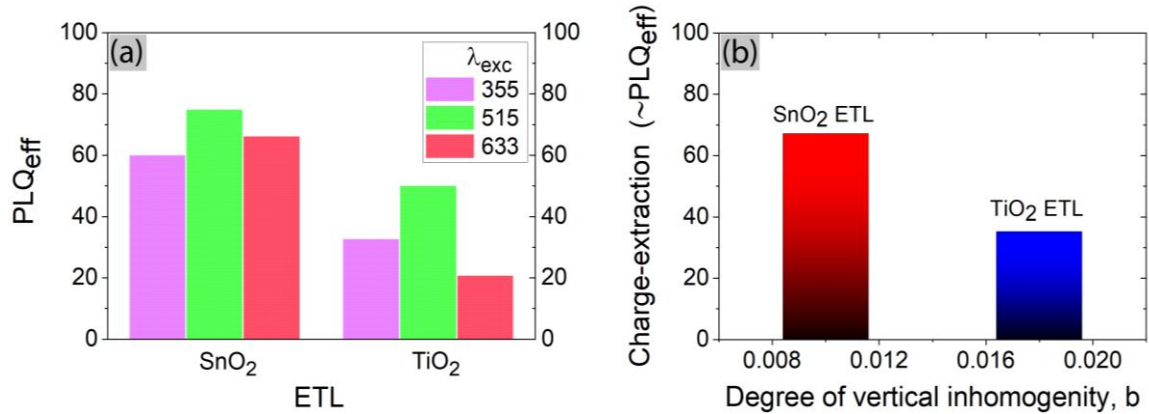 (a)
PLQeff
100
80
60
40
20
0
100
80
60
40
20
0
λexc
355
515
633
SnO2
TiO2
ETL
(b)
Charge-extraction (~PLQeff)
100
80
60
40
20
0
SnO2 ETL
TiO2 ETL
0.008
0.012
0.016
0.020
Degree of vertical inhomogenity, b